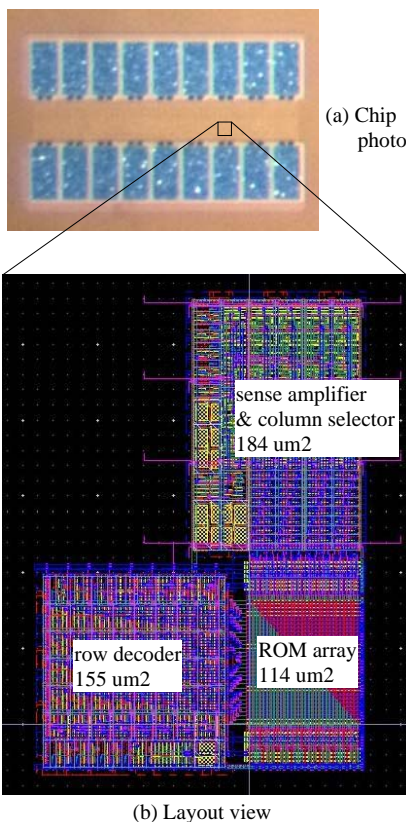 (a) Chip
photo
sense amplifier
& column selector
184 um2
row decoder
155 um2
ROM array
114 um2
(b) Layout view